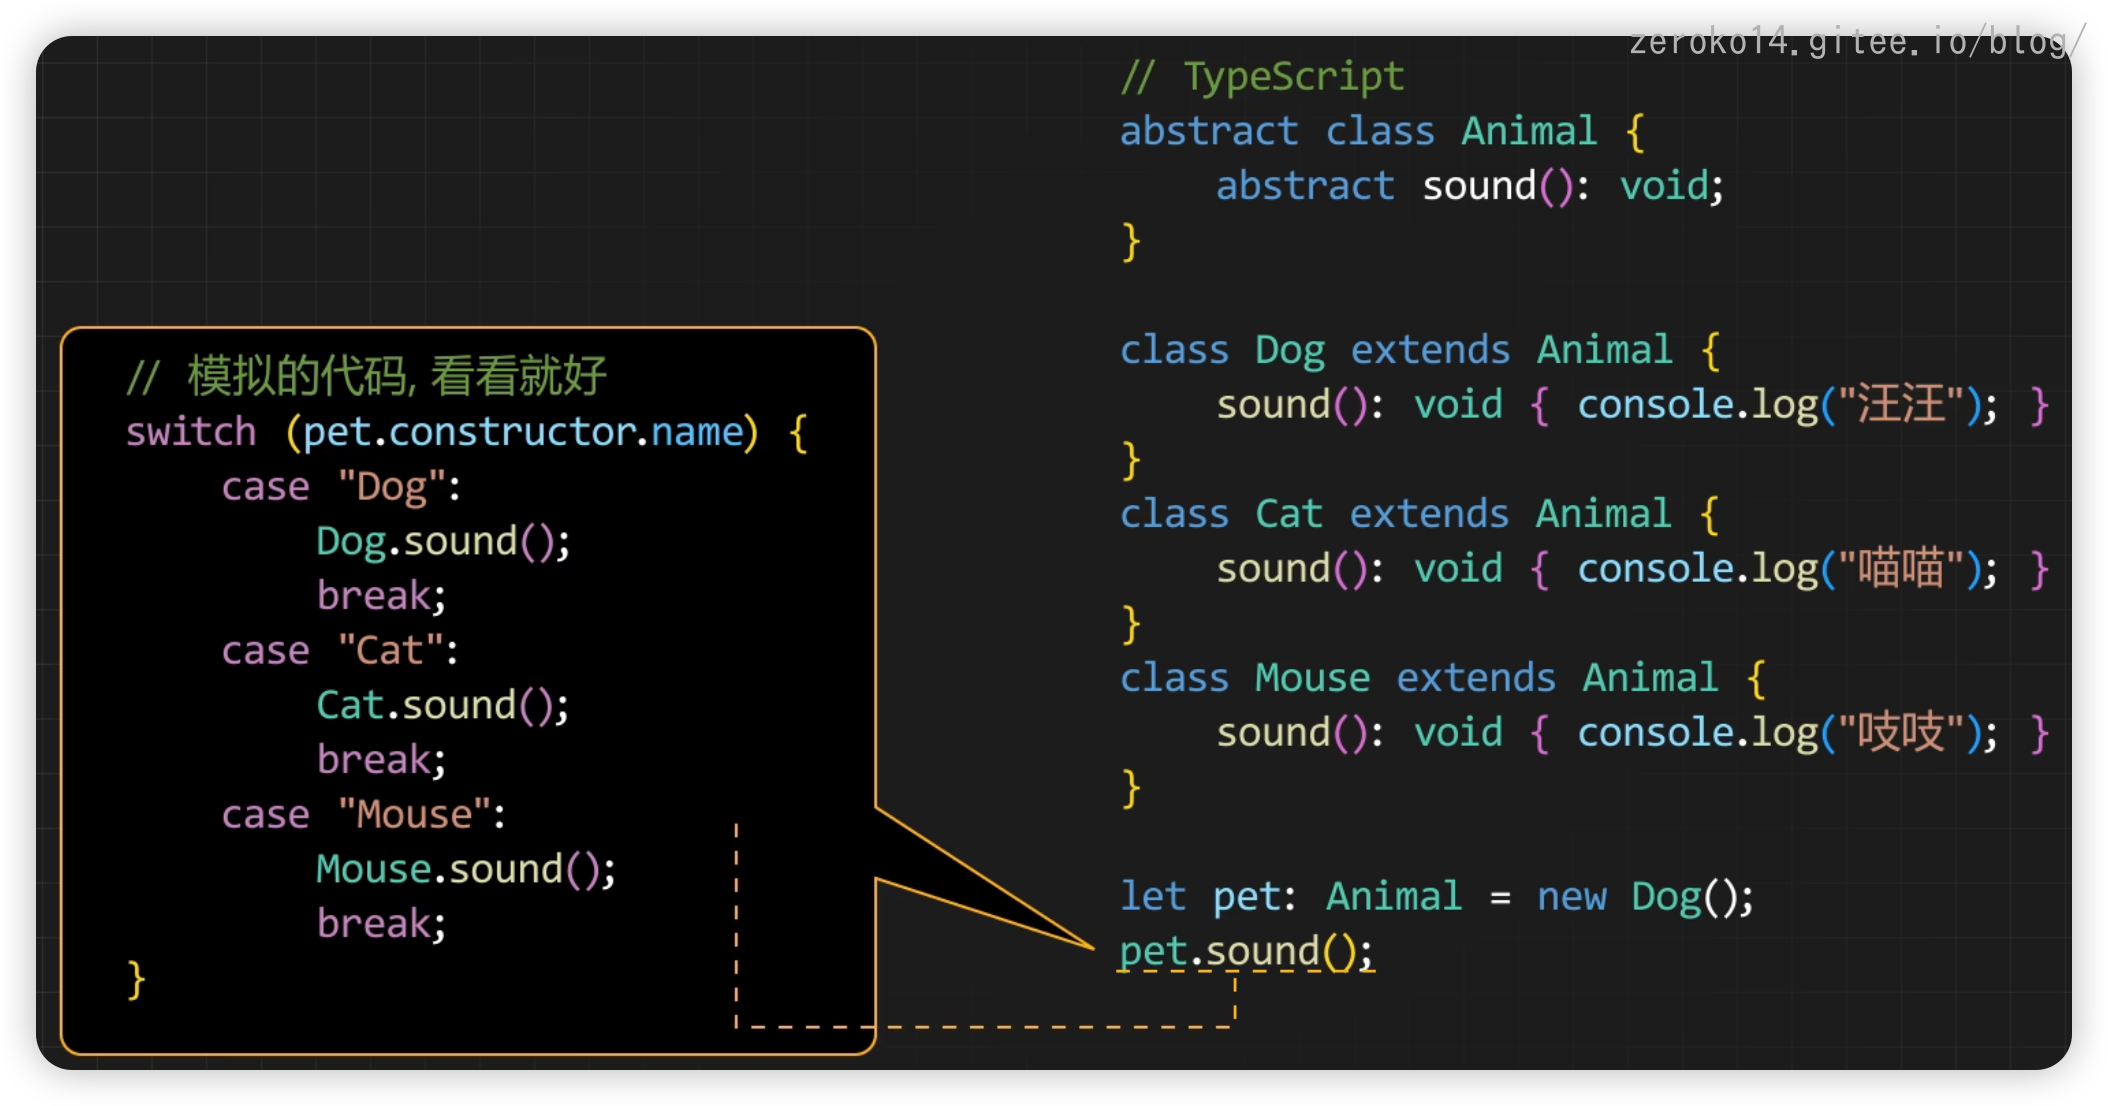 zeroko14.gitee.io/blog/
// TypeScript
abstract class Animal {
    abstract sound(): void;
}
class Dog extends Animal {
    sound(): void { console.log("汪汪"); }
}
class Cat extends Animal {
    sound(): void { console.log("喵喵"); }
}
class Mouse extends Animal {
    sound(): void { console.log("吱吱"); }
}
let pet: Animal = new Dog();
pet.sound();
// 模拟的代码, 看看就好
switch (pet.constructor.name) {
    case "Dog":
        Dog.sound();
        break;
    case "Cat":
        Cat.sound();
        break;
    case "Mouse":
        Mouse.sound();
        break;
}